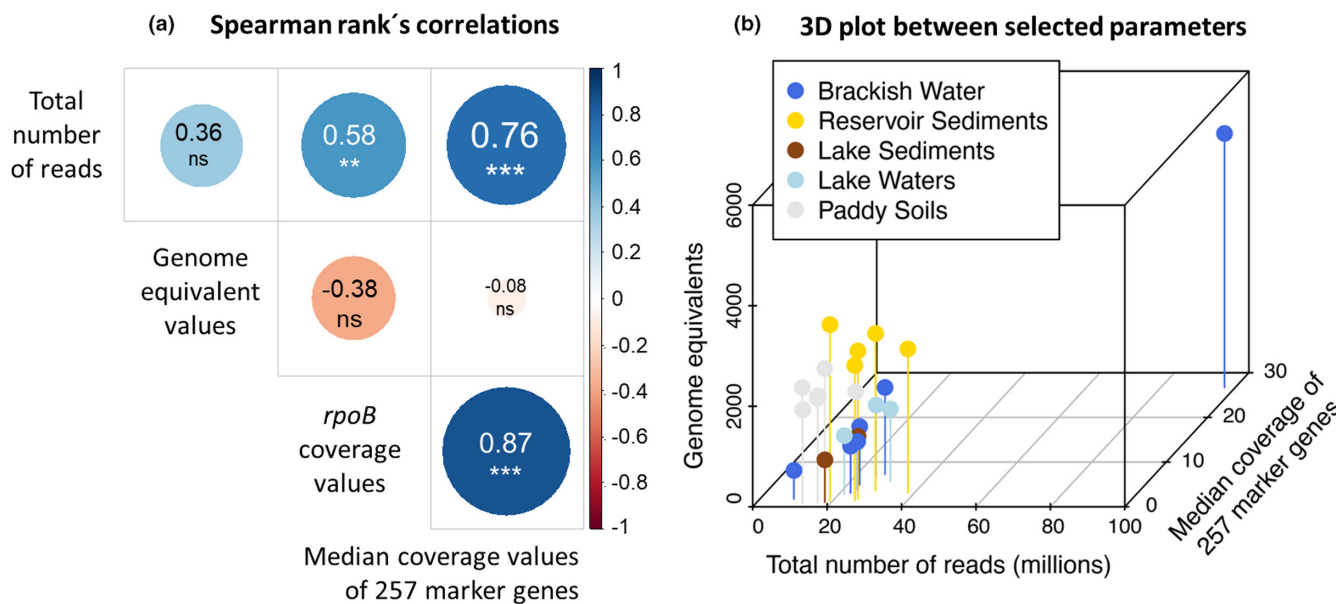 (a) Spearman rank´s correlations
Total
number
of reads
0.36
ns
0.58
**
0.76
***
Genome
equivalent
values
-0.38
ns
-0.08
ns
rpoB
coverage
values
0.87
***
Median coverage values
of 257 marker genes
1
0.8
0.6
0.4
0.2
0
-0.2
-0.4
-0.6
-0.8
-1
(b) 3D plot between selected parameters
Brackish Water
Reservoir Sediments
Lake Sediments
Lake Waters
Paddy Soils
Genome equivalents
6000
4000
2000
0
0 20 40 60 80 100
Total number of reads (millions)
30
20
10
0
Median coverage of
257 marker genes